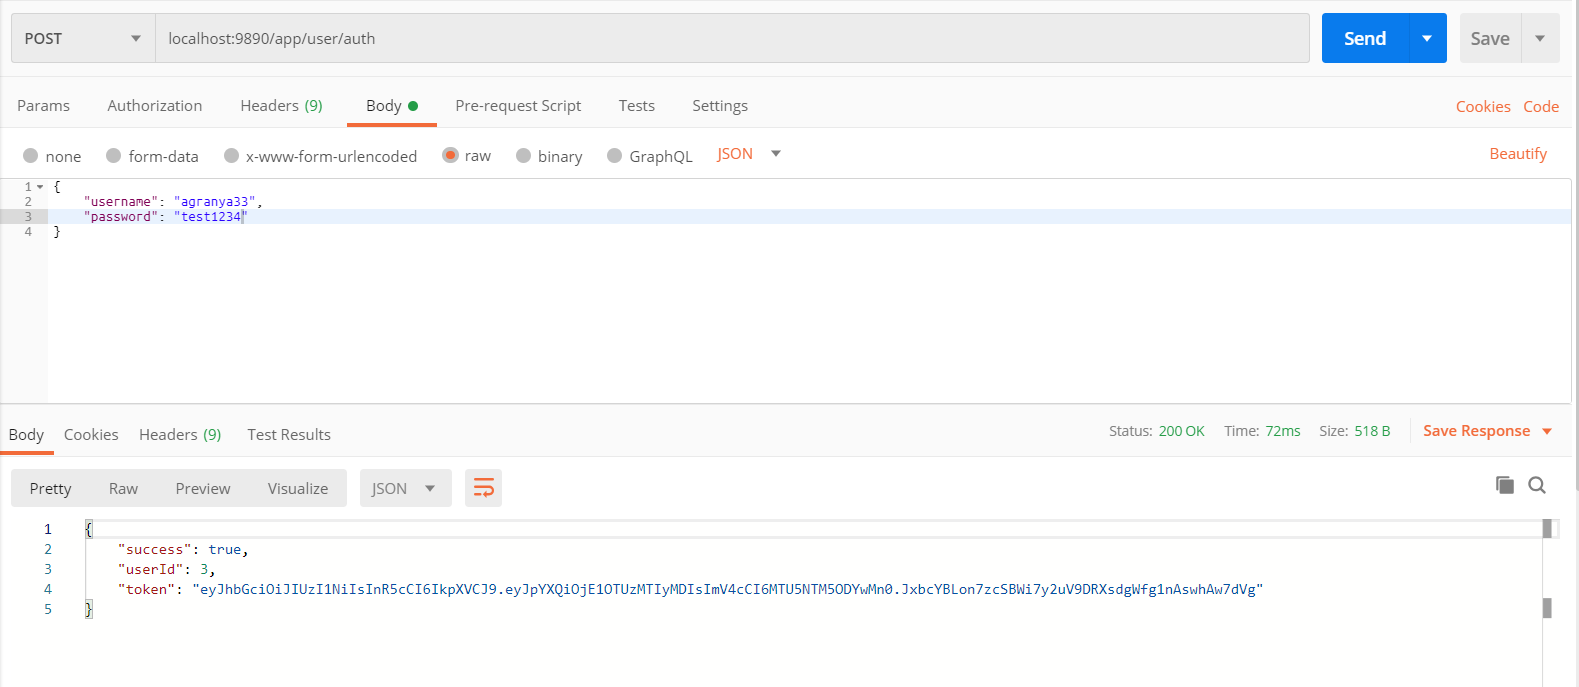 POST localhost:9890/app/user/auth Send Save
Params Authorization Headers (9) Body Pre-request Script Tests Settings Cookies Code
none form-data x-www-form-urlencoded raw binary GraphQL JSON Beautify
1 {
2 "username": "agranya33",
3 "password": "test1234"
4 }
Body Cookies Headers (9) Test Results Status: 200 OK Time: 72ms Size: 518 B Save Response
Pretty Raw Preview Visualize JSON
1 {
2 "success": true,
3 "userId": 3,
4 "token": "eyJhbGciOiJIUzI1NiIsInR5cCI6IkpXVCJ9.eyJpYXQiOjE1OTUzMTIyMDIsImV4cCI6MTU5NTM5ODYwMn0.JxbcYBLon7zcSBWi7y2uV9DRXsdgWfg1nAswhAw7dVg"
5 }